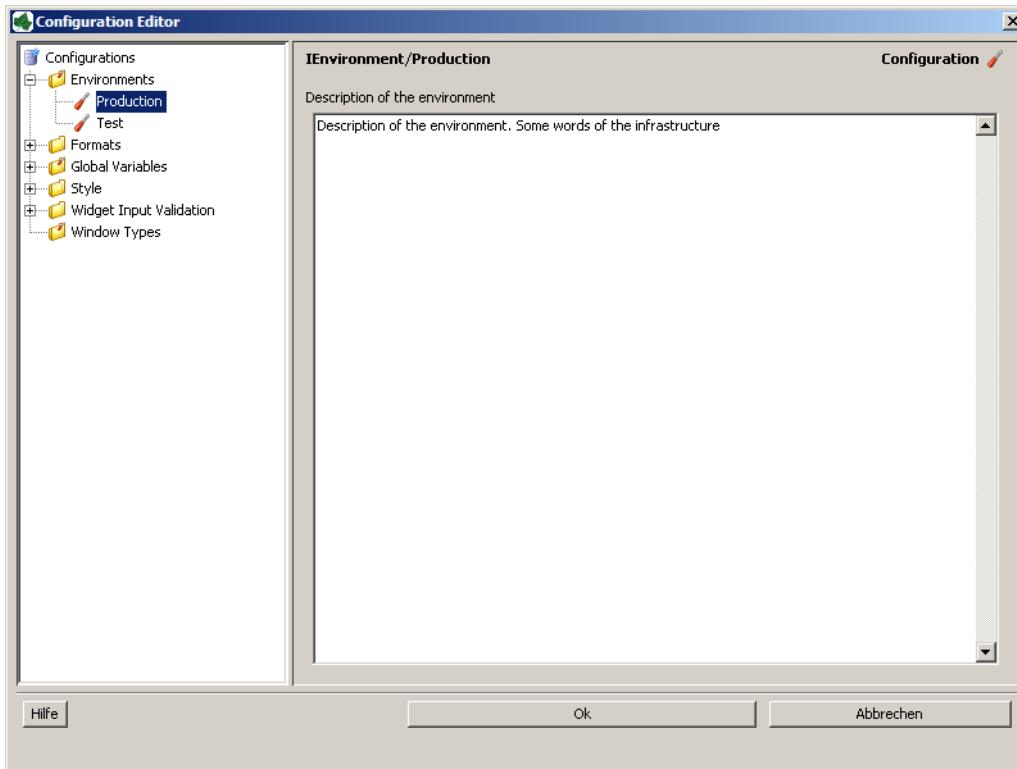 Configuration Editor
Configurations
Environments
Production
Test
Formats
Global Variables
Style
Widget Input Validation
Window Types
IEnvironment/Production
Configuration
Description of the environment
Description of the environment. Some words of the infrastructure
Hilfe
Ok
Abbrechen